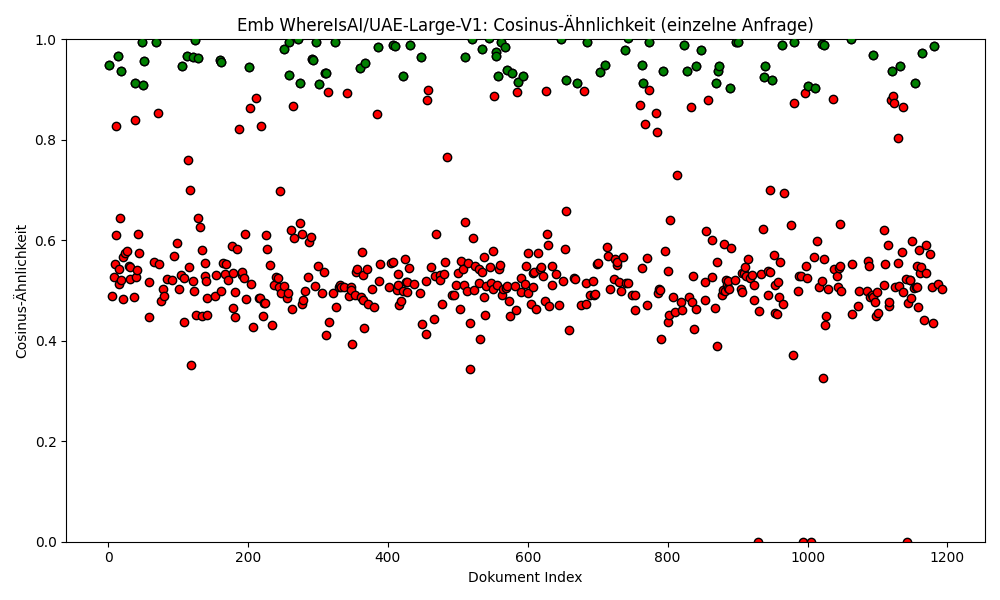 Emb WhereIsAI/UAE-Large-V1: Cosinus-Ähnlichkeit (einzelne Anfrage)
1.0
0.8
0.6
0.4
0.2
0.0
Cosinus-Ähnlichkeit
0 200 400 600 800 1000 1200
Dokument Index